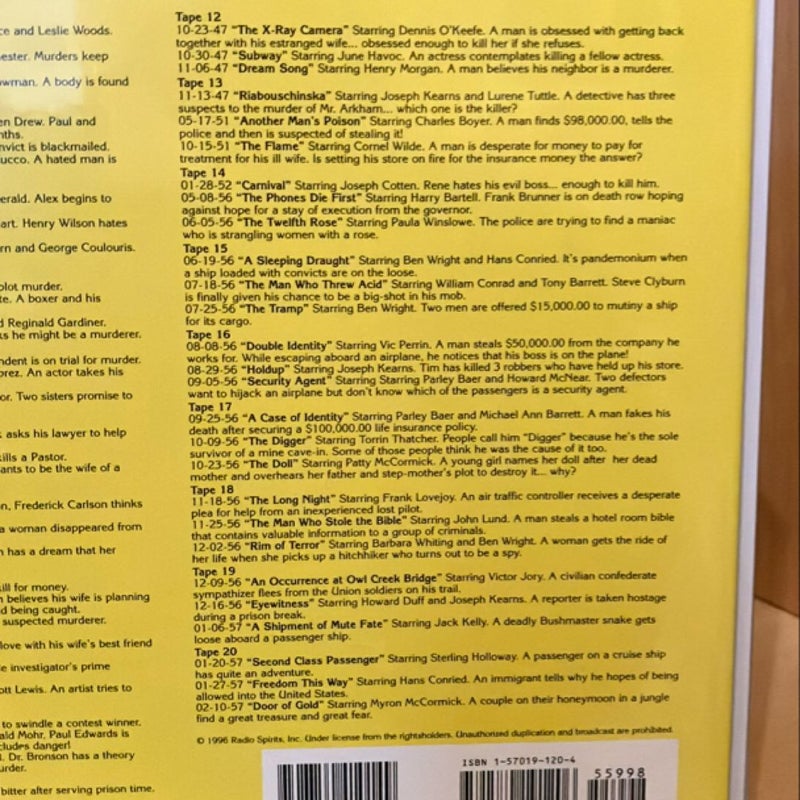 ce and Leslie Woods.
ester. Murders keep
wman. A body is found
en Drew. Paul and
nths.
nvict is blackmailed.
ucco. A hated man is
erald. Alex begins to
art. Henry Wilson hates
rn and George Coulouris.
plot murder.
te. A boxer and his
d Reginald Gardiner.
ks he might be a murderer.
ndent is on trial for murder.
orez. An actor takes his
or. Two sisters promise to
asks his lawyer to help
ills a Pastor.
ants to be the wife of a
n, Frederick Carlson thinks
a woman disappeared from
n has a dream that her
ill for money.
n believes his wife is planning
d being caught.
suspected murderer.
love with his wife's best friend
e investigator's prime
ott Lewis. An artist tries to
to swindle a contest winner.
ald Mohr. Paul Edwards is
cludes danger!
l. Dr. Bronson has a theory
urder.
bitter after serving prison time.
Tape 12
10-23-47 "The X-Ray Camera" Starring Dennis O'Keefe. A man is obsessed with getting back
together with his estranged wife... obsessed enough to kill her if she refuses.
10-30-47 "Subway" Starring June Havoc. An actress contemplates killing a fellow actress.
11-06-47 "Dream Song" Starring Henry Morgan. A man believes his neighbor is a murderer.
Tape 13
11-13-47 "Riabouschinska" Starring Joseph Kearns and Lurene Tuttle. A detective has three
suspects to the murder of Mr. Arkham... which one is the killer?
05-17-51 "Another Man's Poison" Starring Charles Boyer. A man finds $98,000.00, tells the
police and then is suspected of stealing it!
10-15-51 "The Flame" Starring Cornel Wilde. A man is desperate for money to pay for
treatment for his ill wife. Is setting his store on fire for the insurance money the answer?
Tape 14
01-28-52 "Carnival" Starring Joseph Cotten. Rene hates his evil boss... enough to kill him.
05-08-56 "The Phones Die First" Starring Harry Bartell. Frank Brunner is on death row hoping
against hope for a stay of execution from the governor.
06-05-56 "The Twelfth Rose" Starring Paula Winslowe. The police are trying to find a maniac
who is strangling women with a rose.
Tape 15
06-19-56 "A Sleeping Draught" Starring Ben Wright and Hans Conried. It's pandemonium when
a ship loaded with convicts are on the loose.
07-18-56 "The Man Who Threw Acid" Starring William Conrad and Tony Barrett. Steve Clyburn
is finally given his chance to be a big-shot in his mob.
07-25-56 "The Tramp" Starring Ben Wright. Two men are offered $15,000.00 to mutiny a ship
for its cargo.
Tape 16
08-08-56 "Double Identity" Starring Vic Perrin. A man steals $50,000.00 from the company he
works for. While escaping aboard an airplane, he notices that his boss is on the plane!
08-29-56 "Holdup" Starring Joseph Kearns. Tim has killed 3 robbers who have held up his store.
09-05-56 "Security Agent" Starring Starring Parley Baer and Howard McNear. Two defectors
want to hijack an airplane but don't know which of the passengers is a security agent.
Tape 17
09-25-56 "A Case of Identity" Starring Parley Baer and Michael Ann Barrett. A man fakes his
death after securing a $100,000.00 life insurance policy.
10-09-56 "The Digger" Starring Torrin Thatcher. People call him "Digger" because he's the sole
survivor of a mine cave-in. Some of those people think he was the cause of it too.
10-23-56 "The Doll" Starring Patty McCormick. A young girl names her doll after her dead
mother and overhears her father and step-mother's plot to destroy it... why?
Tape 18
11-18-56 "The Long Night" Starring Frank Lovejoy. An air traffic controller receives a desperate
plea for help from an inexperienced lost pilot.
11-25-56 "The Man Who Stole the Bible" Starring John Lund. A man steals a hotel room bible
that contains valuable information to a group of criminals.
12-02-56 "Rim of Terror" Starring Barbara Whiting and Ben Wright. A woman gets the ride of
her life when she picks up a hitchhiker who turns out to be a spy.
Tape 19
12-09-56 "An Occurrence at Owl Creek Bridge" Starring Victor Jory. A civilian confederate
sympathizer flees from the Union soldiers on his trail.
12-16-56 "Eyewitness" Starring Howard Duff and Joseph Kearns. A reporter is taken hostage
during a prison break.
01-06-57 "A Shipment of Mute Fate" Starring Jack Kelly. A deadly Bushmaster snake gets
loose aboard a passenger ship.
Tape 20
01-20-57 "Second Class Passenger" Starring Sterling Holloway. A passenger on a cruise ship
has quite an adventure.
01-27-57 "Freedom This Way" Starring Hans Conried. An immigrant tells why he hopes of being
allowed into the United States.
02-10-57 "Door of Gold" Starring Myron McCormick. A couple on their honeymoon in a jungle
find a great treasure and great fear.
© 1996 Radio Spirits, Inc. Under license from the rightsholders. Unauthorized duplication and broadcast are prohibited.
ISBN 1-57019-120-4
55998